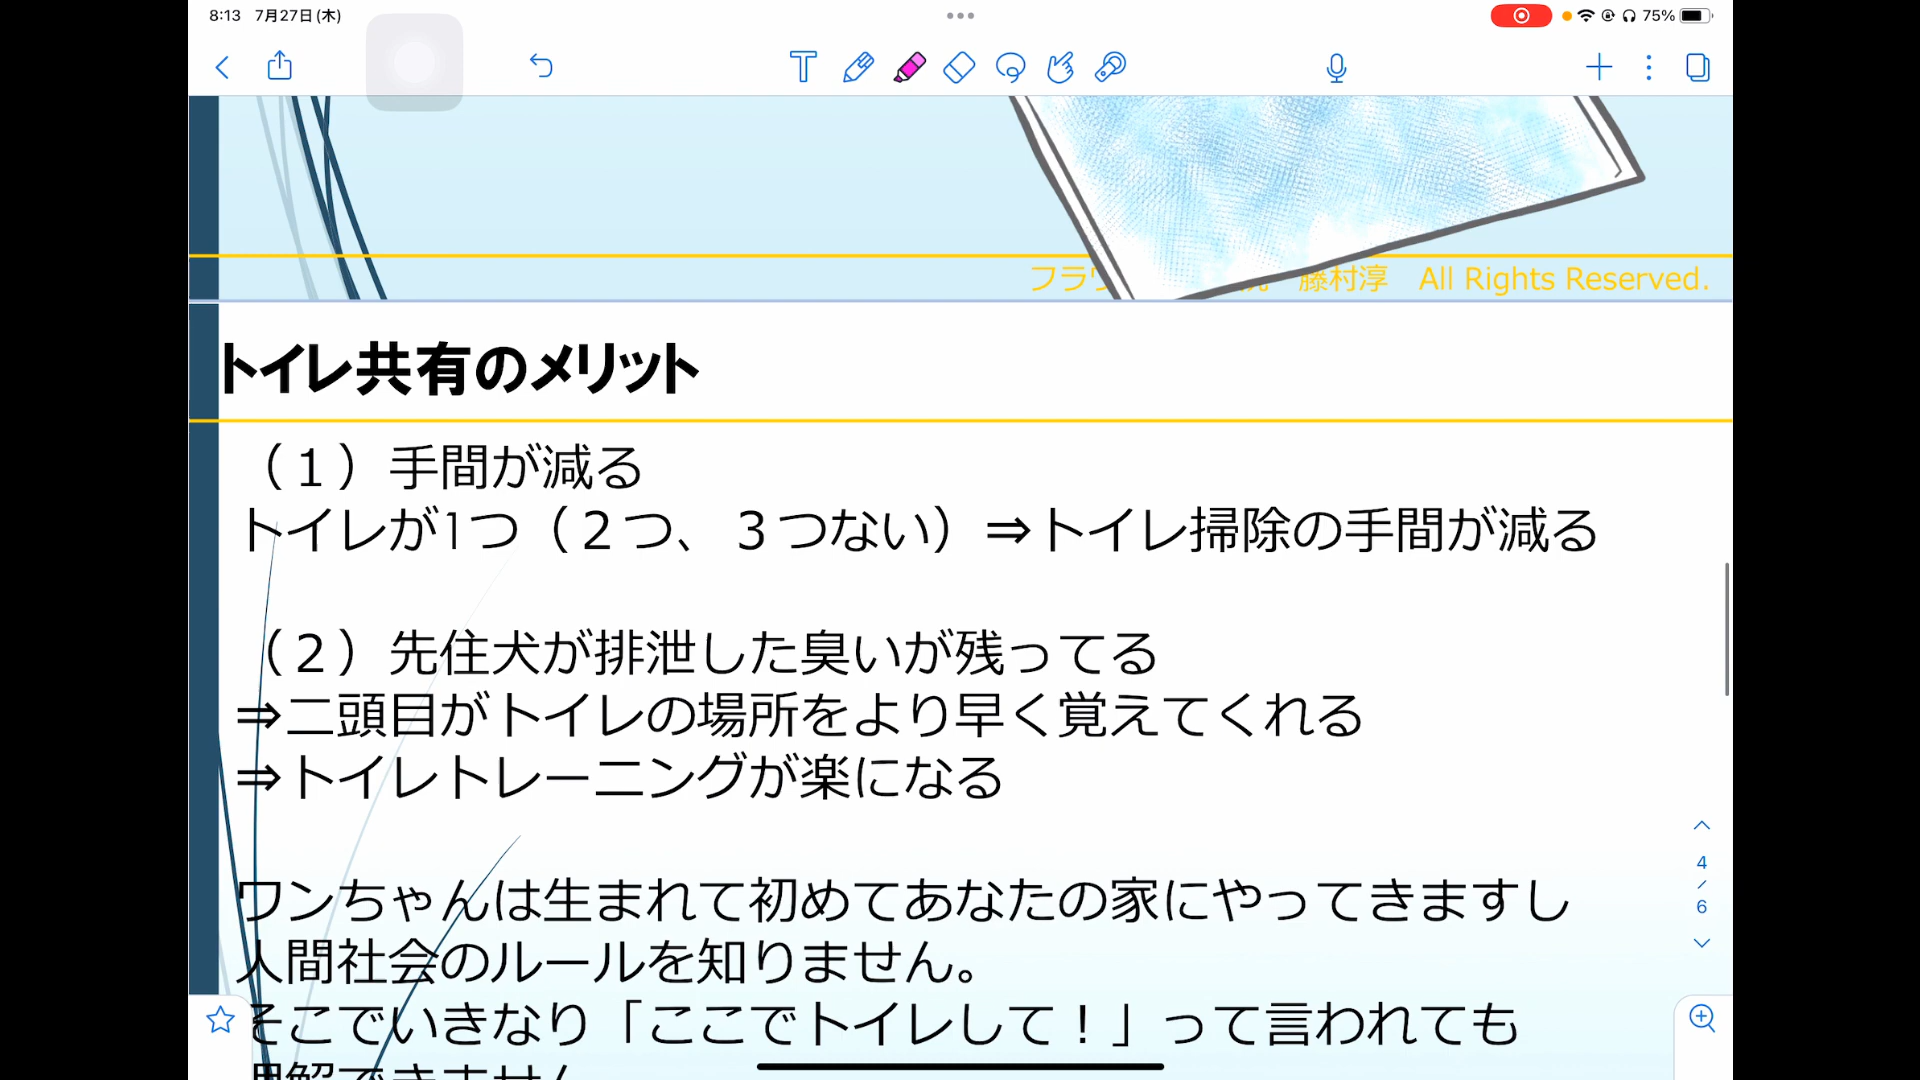 8:13 7月27日(木)
75%
フラワ 藤村淳 All Rights Reserved.
トイレ共有のメリット
（１）手間が減る
トイレが1つ（２つ、３つない）⇒トイレ掃除の手間が減る
（２）先住犬が排泄した臭いが残ってる
⇒二頭目がトイレの場所をより早く覚えてくれる
⇒トイレトレーニングが楽になる
ワンちゃんは生まれて初めてあなたの家にやってきますし
人間社会のルールを知りません。
そこでいきなり「ここでトイレして！」って言われても
4
/
6